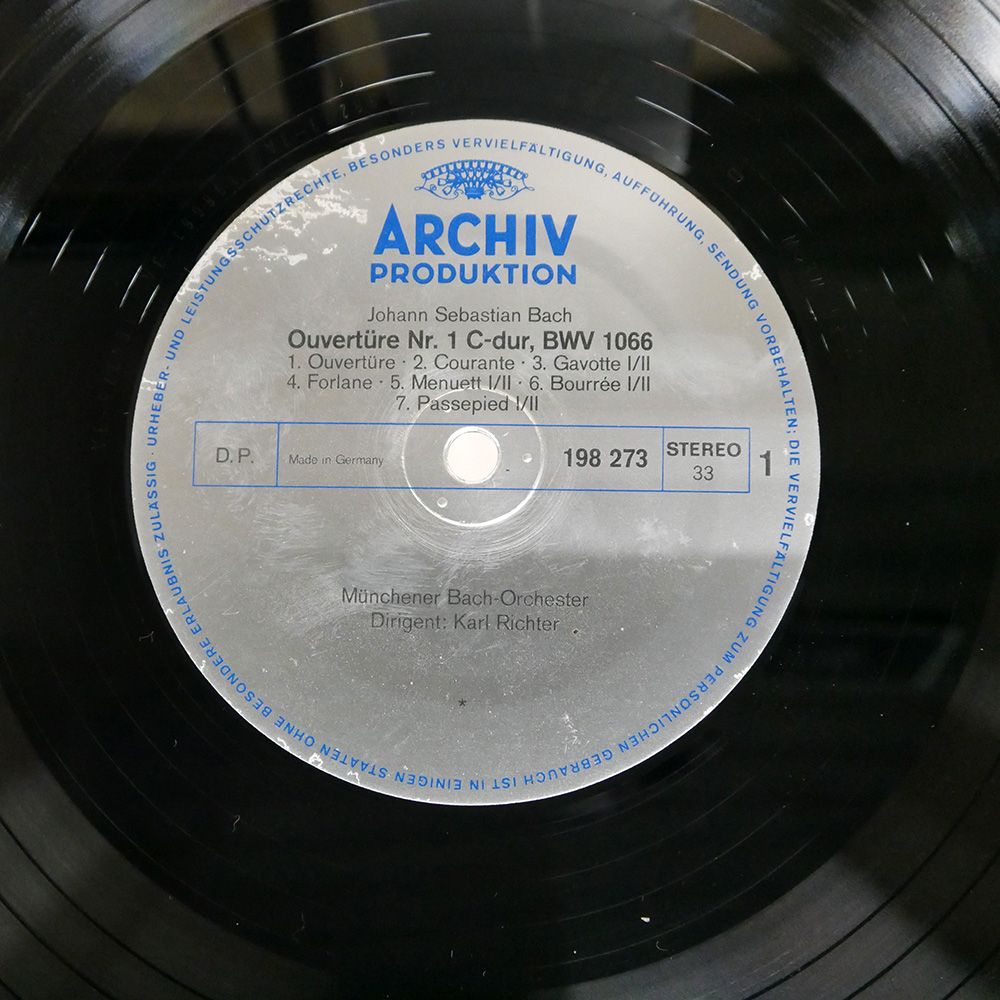 URHEBER- UND LEISTUNGSSCHUTZRECHTE, BESONDERS VERVIELFÄLTIGUNG, AUFFÜHRUNG, SENDUNG VORBEHALTEN; DIE VERVIELFÄLTIGUNG ZUM PERSÖNLICHEN GEBRAUCH IST IN EINIGEN STAATEN OHNE BESONDERE ERLAUBNIS ZULÄSSIG ·
ARCHIV
PRODUKTION
Johann Sebastian Bach
Ouvertüre Nr. 1 C-dur, BWV 1066
1. Ouvertüre · 2. Courante · 3. Gavotte I/II
4. Forlane · 5. Menuett I/II · 6. Bourrée I/II
7. Passepied I/II
D.P. Made in Germany 198 273 STEREO 1
33
Münchener Bach-Orchester
Dirigent: Karl Richter
*